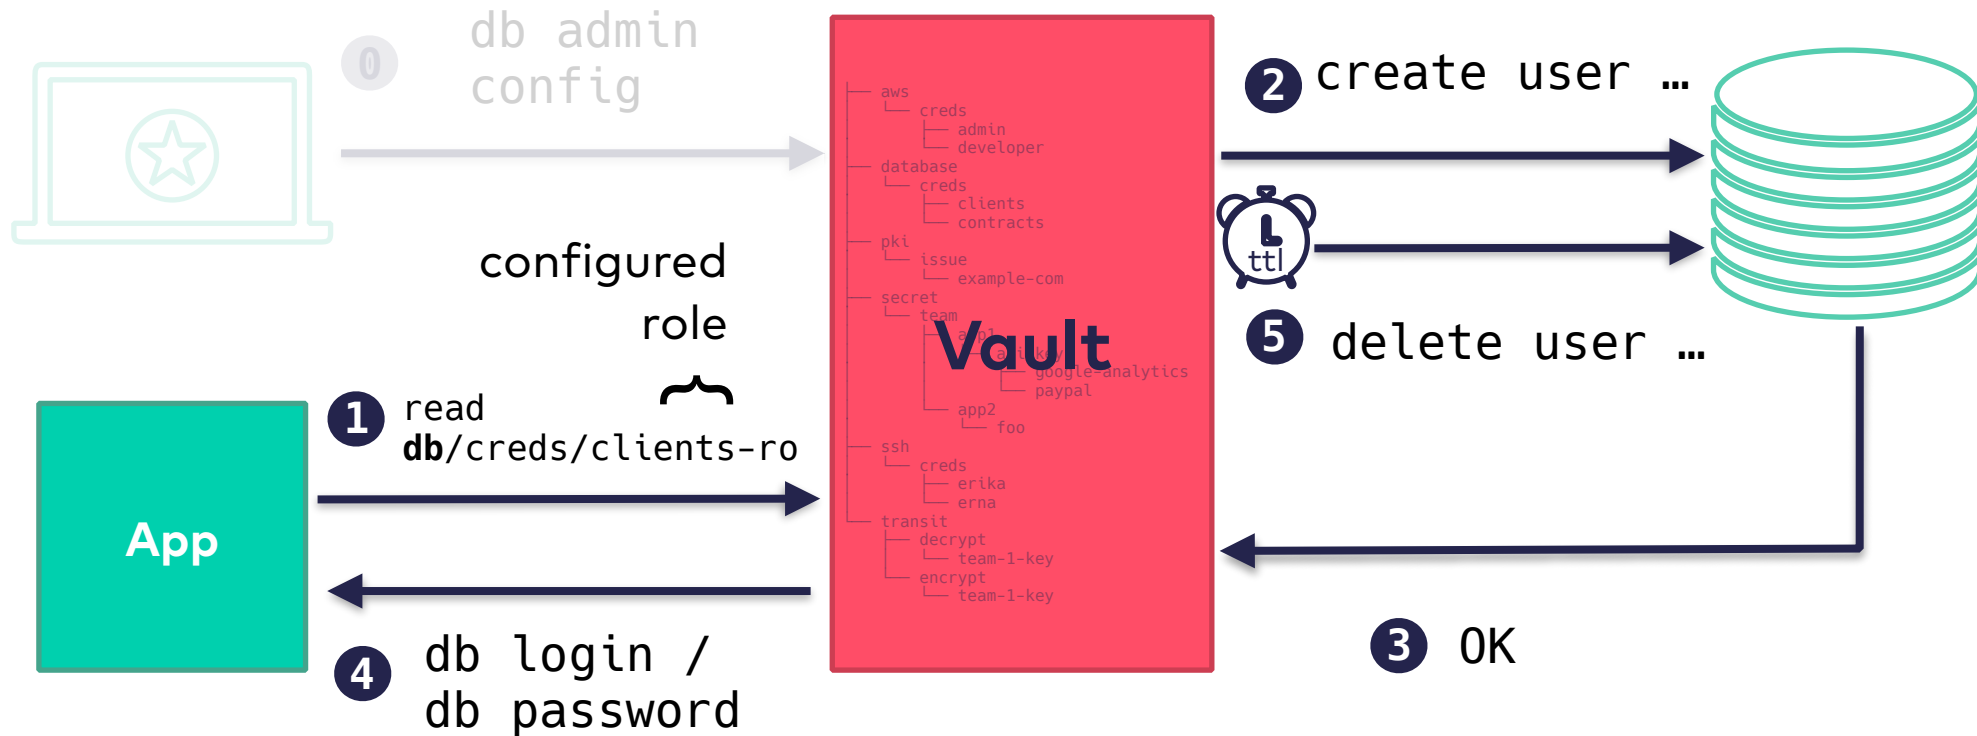 0
db admin
config
configured
role
1
read
db/creds/clients-ro
App
4
db login /
db password
aws
creds
admin
developer
database
creds
clients
contracts
pki
issue
example-com
secret
team
app1
Vault
google-analytics
paypal
app2
foo
ssh
creds
erika
erna
transit
decrypt
team-1-key
encrypt
team-1-key
2
create user …
ttl
5
delete user …
3
OK